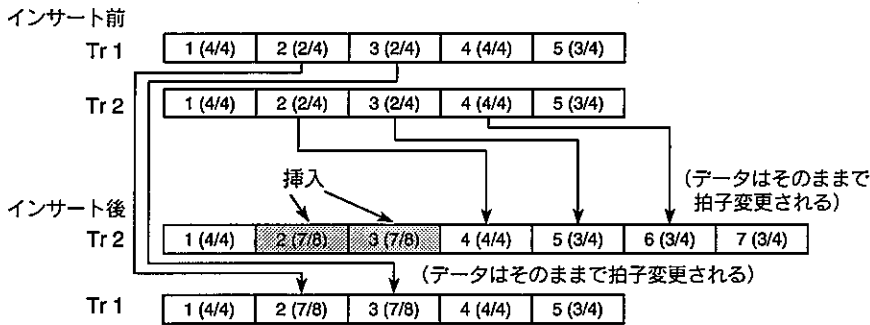 インサート前
Tr 1 1 (4/4) 2 (2/4) 3 (2/4) 4 (4/4) 5 (3/4)
Tr 2 1 (4/4) 2 (2/4) 3 (2/4) 4 (4/4) 5 (3/4)
挿入
(データはそのままで
拍子変更される)
インサート後
Tr 2 1 (4/4) 2 (7/8) 3 (7/8) 4 (4/4) 5 (3/4) 6 (3/4) 7 (3/4)
(データはそのままで拍子変更される)
Tr 1 1 (4/4) 2 (7/8) 3 (7/8) 4 (4/4) 5 (3/4)